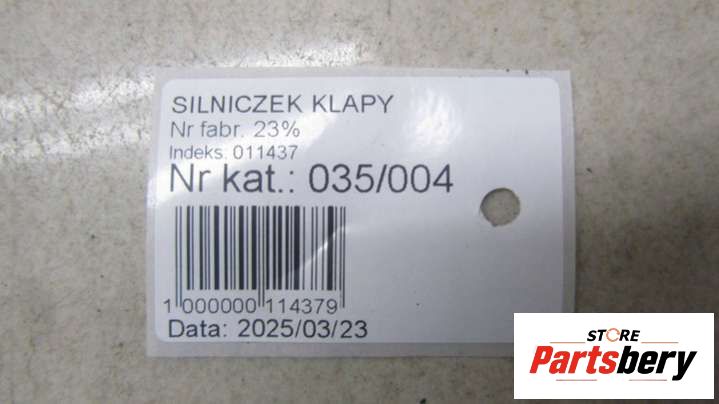 SILNICZEK KLAPY
Nr fabr. 23%
Indeks: 011437
Nr kat.: 035/004
1 000000 114379
Data: 2025/03/23
STORE
Partsbery